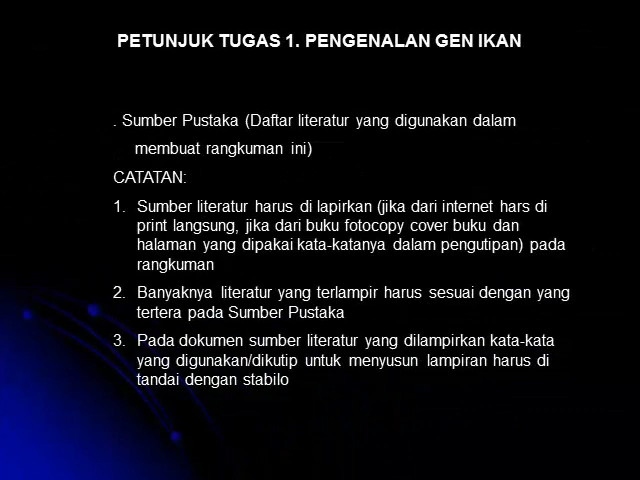 PETUNJUK TUGAS 1. PENGENALAN GEN IKAN
. Sumber Pustaka (Daftar literatur yang digunakan dalam
membuat rangkuman ini)
CATATAN:
1. Sumber literatur harus di lapirkan (jika dari internet hars di
print langsung, jika dari buku fotocopy cover buku dan
halaman yang dipakai kata-katanya dalam pengutipan) pada
rangkuman
2. Banyaknya literatur yang terlampir harus sesuai dengan yang
tertera pada Sumber Pustaka
3. Pada dokumen sumber literatur yang dilampirkan kata-kata
yang digunakan/dikutip untuk menyusun lampiran harus di
tandai dengan stabilo